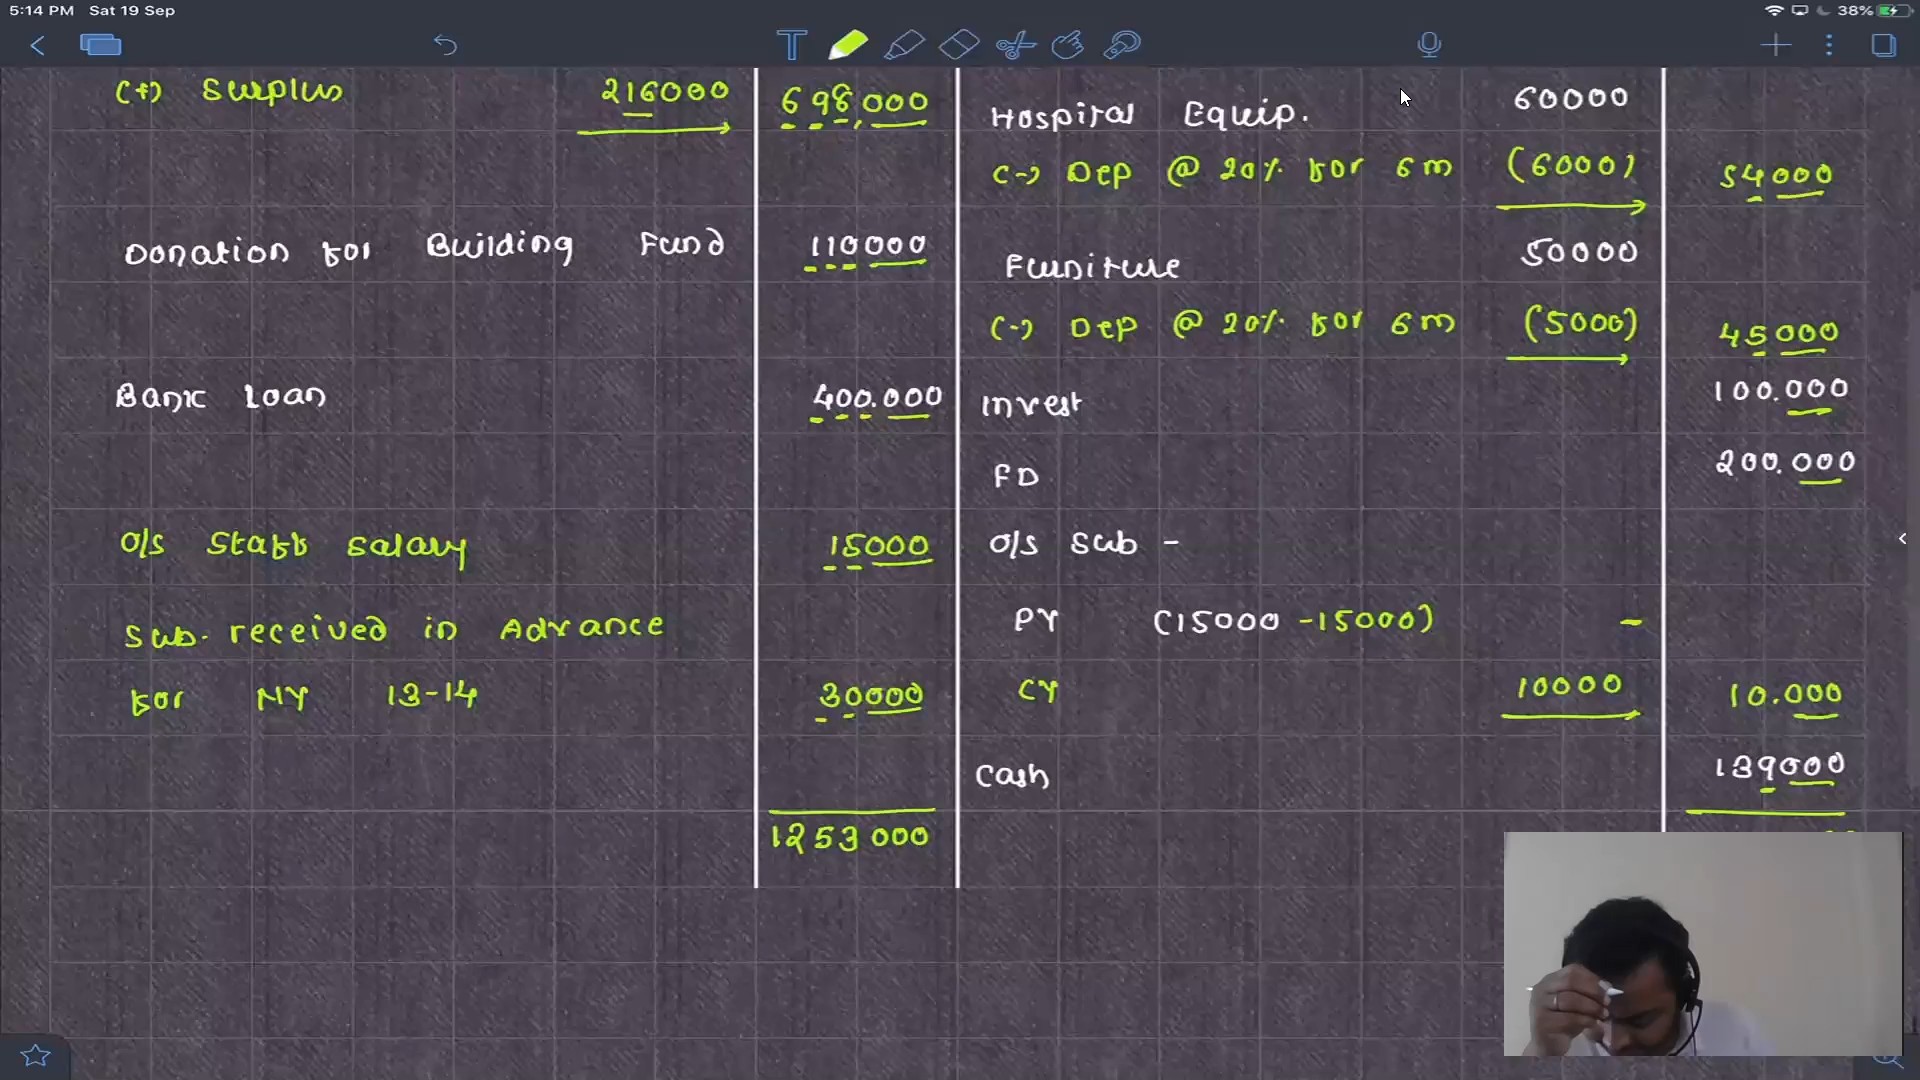 5:14 PM Sat 19 Sep
38%
(+) Surplus 216000 698,000
Donation for Building Fund 110000
Bank Loan 400.000
O/S Staff Salary 15000
Sub. received in Advance
for NY 13-14 30000
1253000
Hospital Equip. 60000
(-) Dep @ 20% for 6m (6000) 54000
Furniture 50000
(-) Dep @ 20% for 6m (5000) 45000
Invest 100.000
FD 200.000
O/S Sub -
PY (15000 -15000) -
CY 10000 10.000
Cash 139000